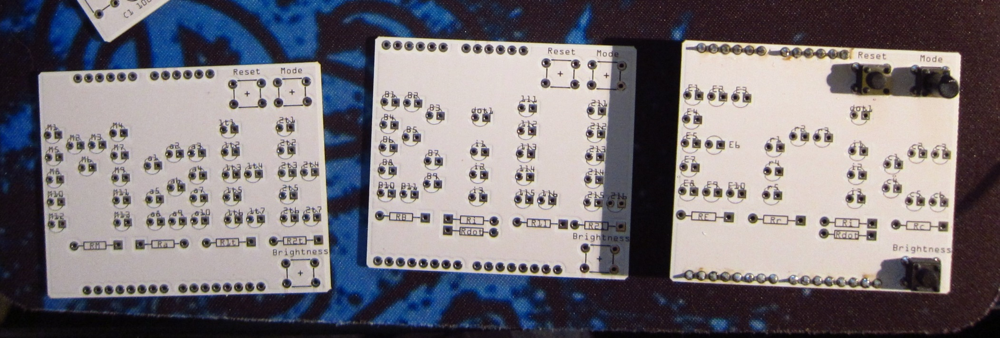 C1 100
Reset Mode
M1 M2 M3 M4
M5 M6 M7
M8 M9
M10 M11
M12 M13
a1 a2 a3
a4
a5 a6 a7
a8 a9 a10
1t1
1t2
1t3 1t4
1t5
1t6 1t7
2t1
2t2
2t3 2t4
2t5
2t6 2t7
RM Ra R1t R2t
Brightness
Reset Mode
B1 B2 B3
B4 B5
B6 B7
B8 B9
B10 B11
dot1
i1
i2
i3
1l1
1l2
1l3
1l4
1l5 1l6
2l1
2l2
2l3
2l4
2l5 2l6
RB Ri R1l R2l
Rdot
Brightness
Reset Mode
E1 E2 E3
E4
E5 E6
E7
E8 E9 E10
r1 r2 r3
r4
r5
dot1
i1
i2
i3
c1 c2 c3
c4
c5 c6
RE Rr Ri Rc
Rdot
Brightness